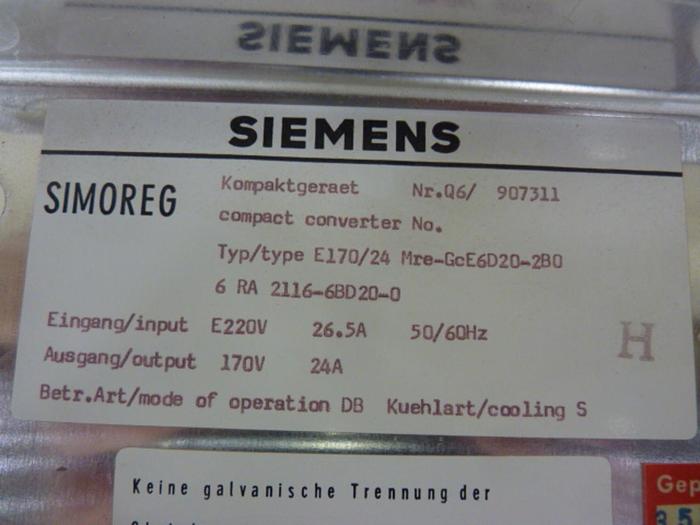 SIEMENS
SIEMENS
SIMOREG
Kompaktgeraet Nr.Q6/ 907311
compact converter No.
Typ/type E170/24 Mre-GcE6D20-2B0
6 RA 2116-6BD20-0
Eingang/input E220V 26.5A 50/60Hz
Ausgang/output 170V 24A
H
Betr.Art/mode of operation DB Kuehlart/cooling S
Keine galvanische Trennung der
Gep